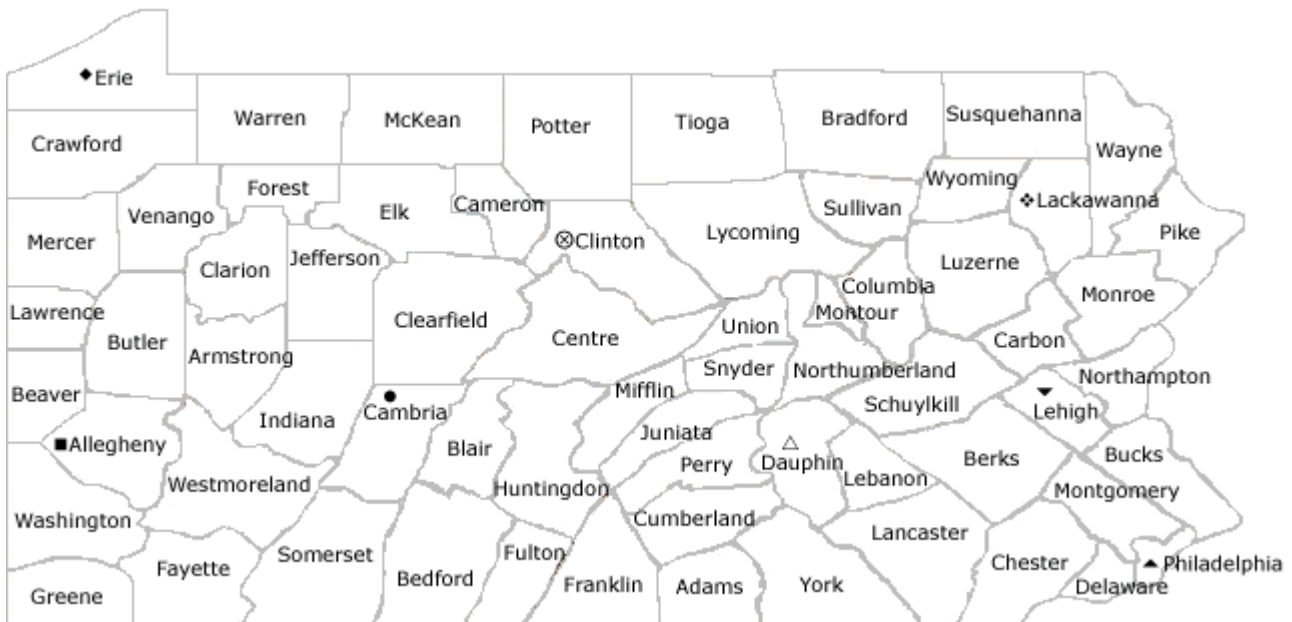 Erie
Warren
McKean
Potter
Tioga
Bradford
Susquehanna
Crawford
Wayne
Forest
Wyoming
Venango
Elk
Cameron
Sullivan
Lackawanna
Mercer
Clinton
Lycoming
Pike
Clarion
Jefferson
Luzerne
Columbia
Monroe
Lawrence
Clearfield
Montour
Butler
Centre
Union
Carbon
Armstrong
Snyder
Northumberland
Northampton
Beaver
Mifflin
Schuylkill
Indiana
Cambria
Lehigh
Allegheny
Blair
Juniata
Perry
Dauphin
Berks
Bucks
Westmoreland
Huntingdon
Lebanon
Montgomery
Washington
Cumberland
Lancaster
Somerset
Fulton
Fayette
Bedford
Franklin
Adams
York
Chester
Philadelphia
Delaware
Greene